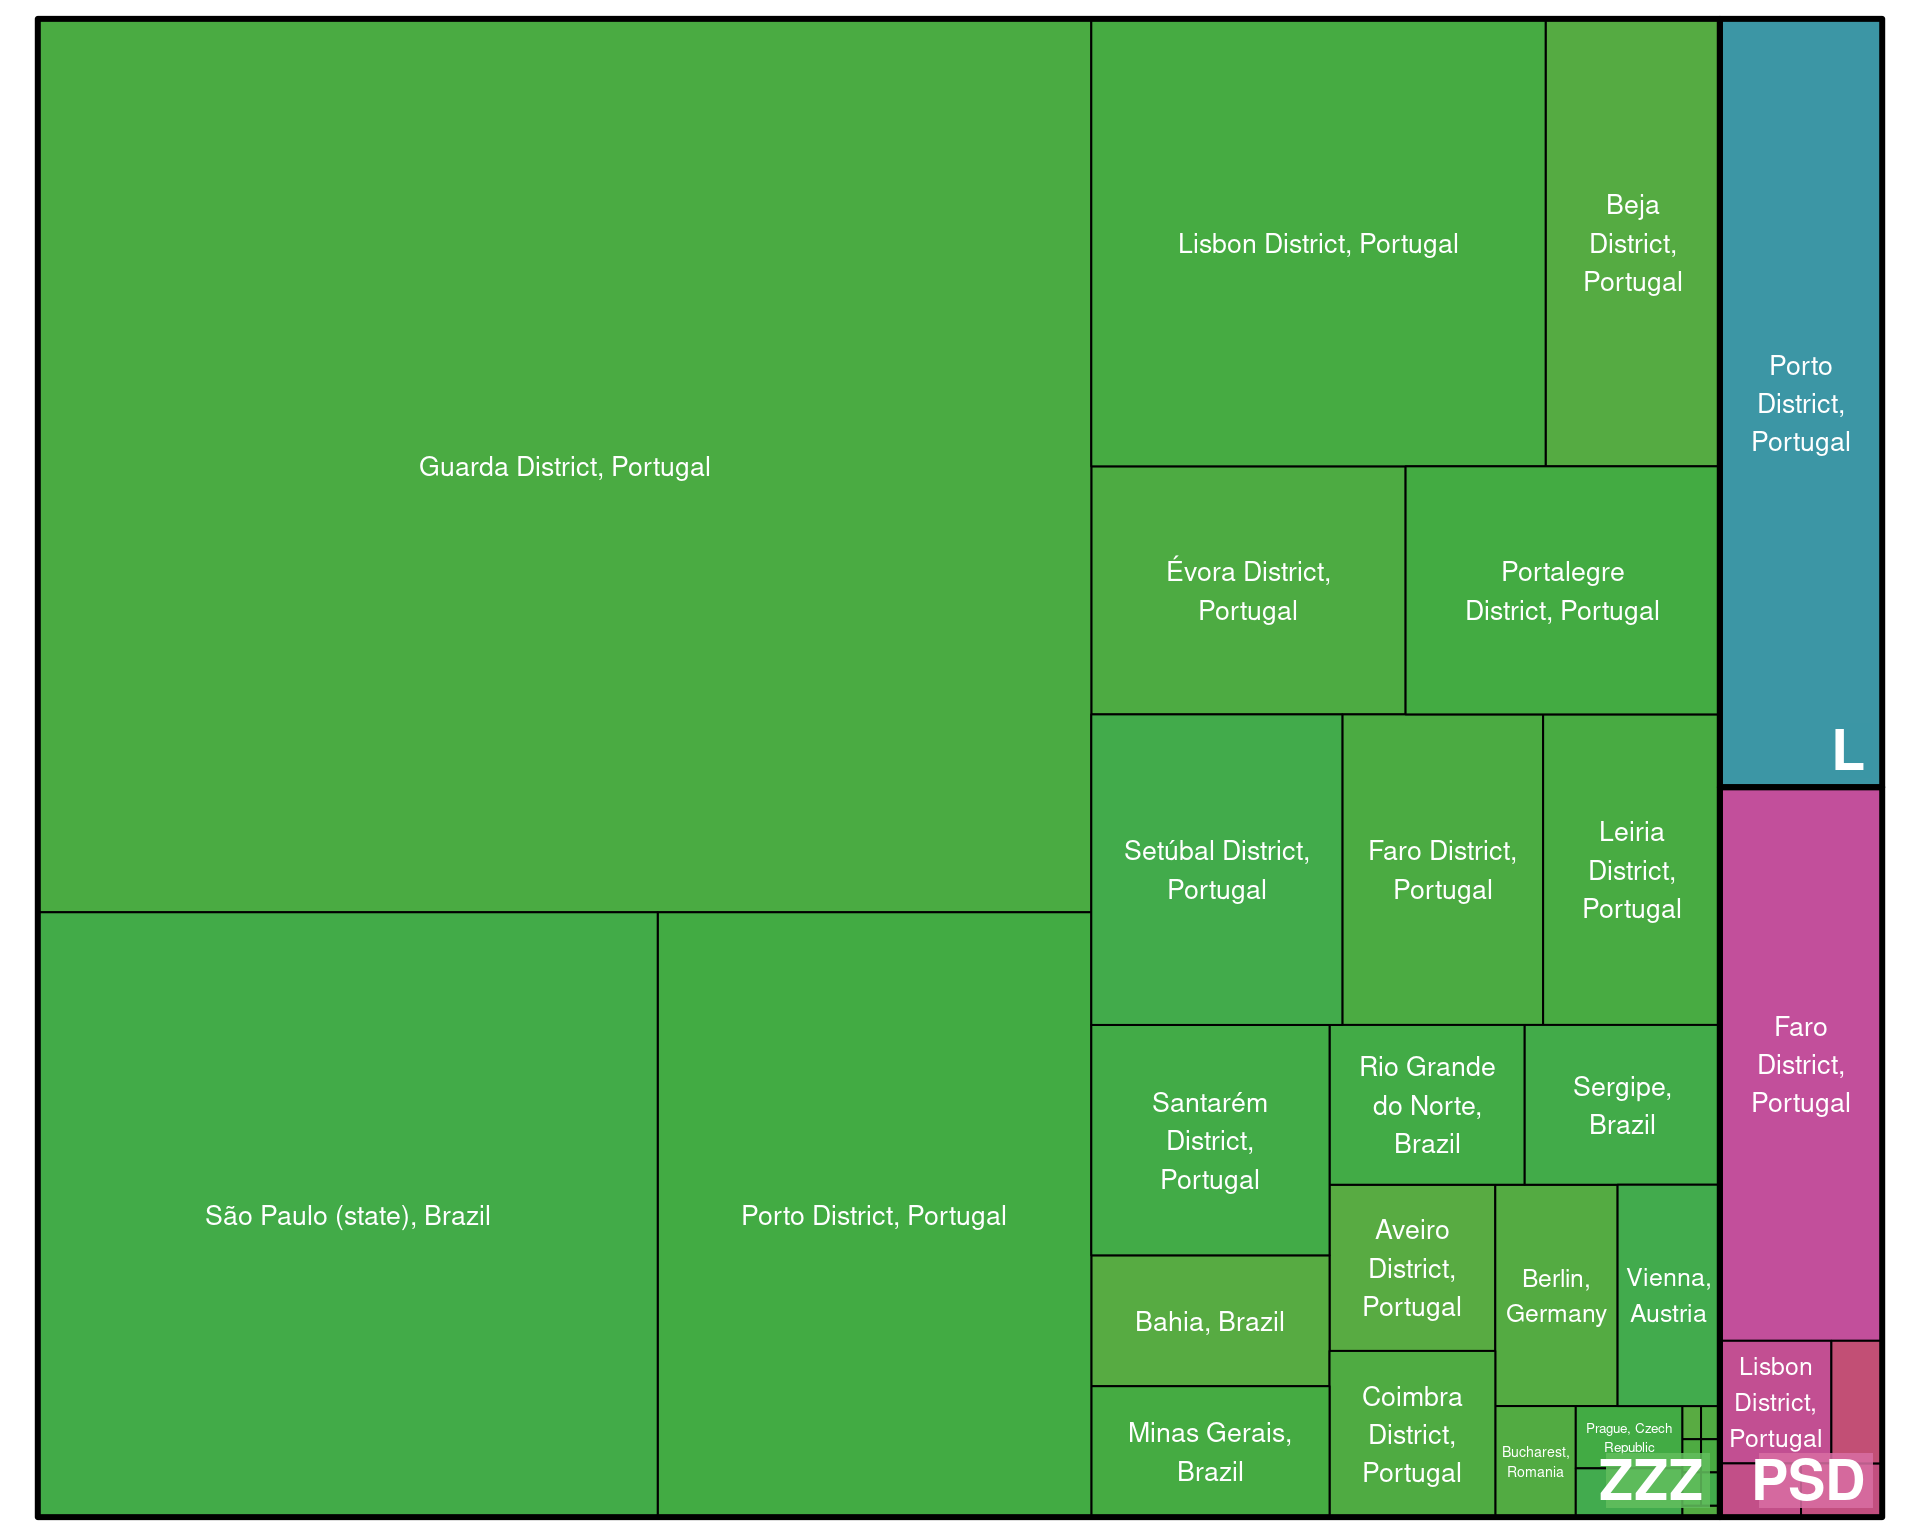 Guarda District, Portugal
Lisbon District, Portugal
Beja
District,
Portugal
Porto
District,
Portugal
L
Évora District,
Portugal
Portalegre
District, Portugal
Setúbal District,
Portugal
Faro District,
Portugal
Leiria
District,
Portugal
Faro
District,
Portugal
São Paulo (state), Brazil
Porto District, Portugal
Santarém
District,
Portugal
Rio Grande
do Norte,
Brazil
Sergipe,
Brazil
Bahia, Brazil
Aveiro
District,
Portugal
Berlin,
Germany
Vienna,
Austria
Minas Gerais,
Brazil
Coimbra
District,
Portugal
Bucharest,
Romania
Prague, Czech
Republic
ZZZ
Lisbon
District,
Portugal
PSD